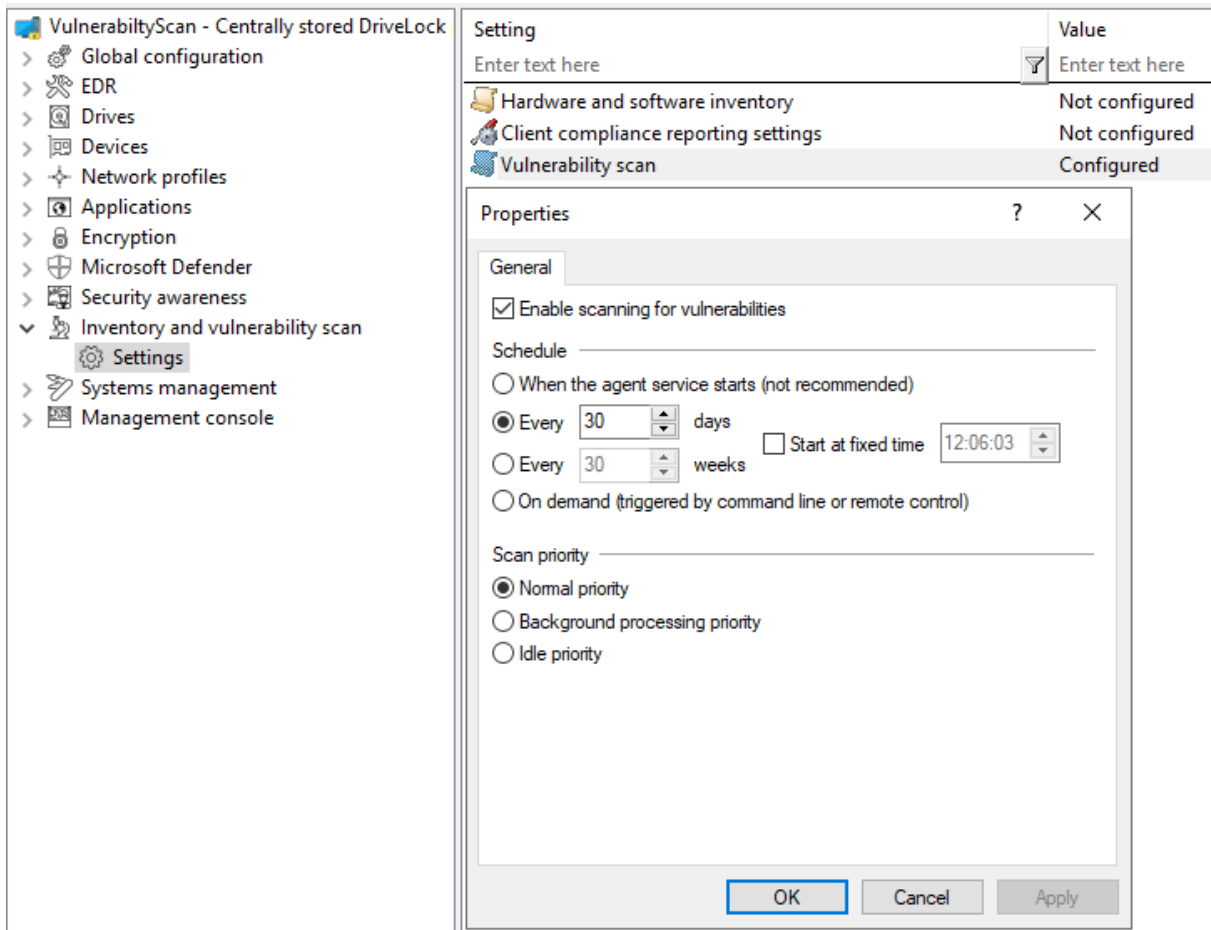 VulnerabiltyScan - Centrally stored DriveLock
Global configuration
EDR
Drives
Devices
Network profiles
Applications
Encryption
Microsoft Defender
Security awareness
Inventory and vulnerability scan
Settings
Systems management
Management console
Setting Value
Enter text here Enter text here
Hardware and software inventory Not configured
Client compliance reporting settings Not configured
Vulnerability scan Configured
Properties ?
General
Enable scanning for vulnerabilities
Schedule
When the agent service starts (not recommended)
Every 30 days
Start at fixed time 12:06:03
Every 30 weeks
On demand (triggered by command line or remote control)
Scan priority
Normal priority
Background processing priority
Idle priority
OK Cancel Apply